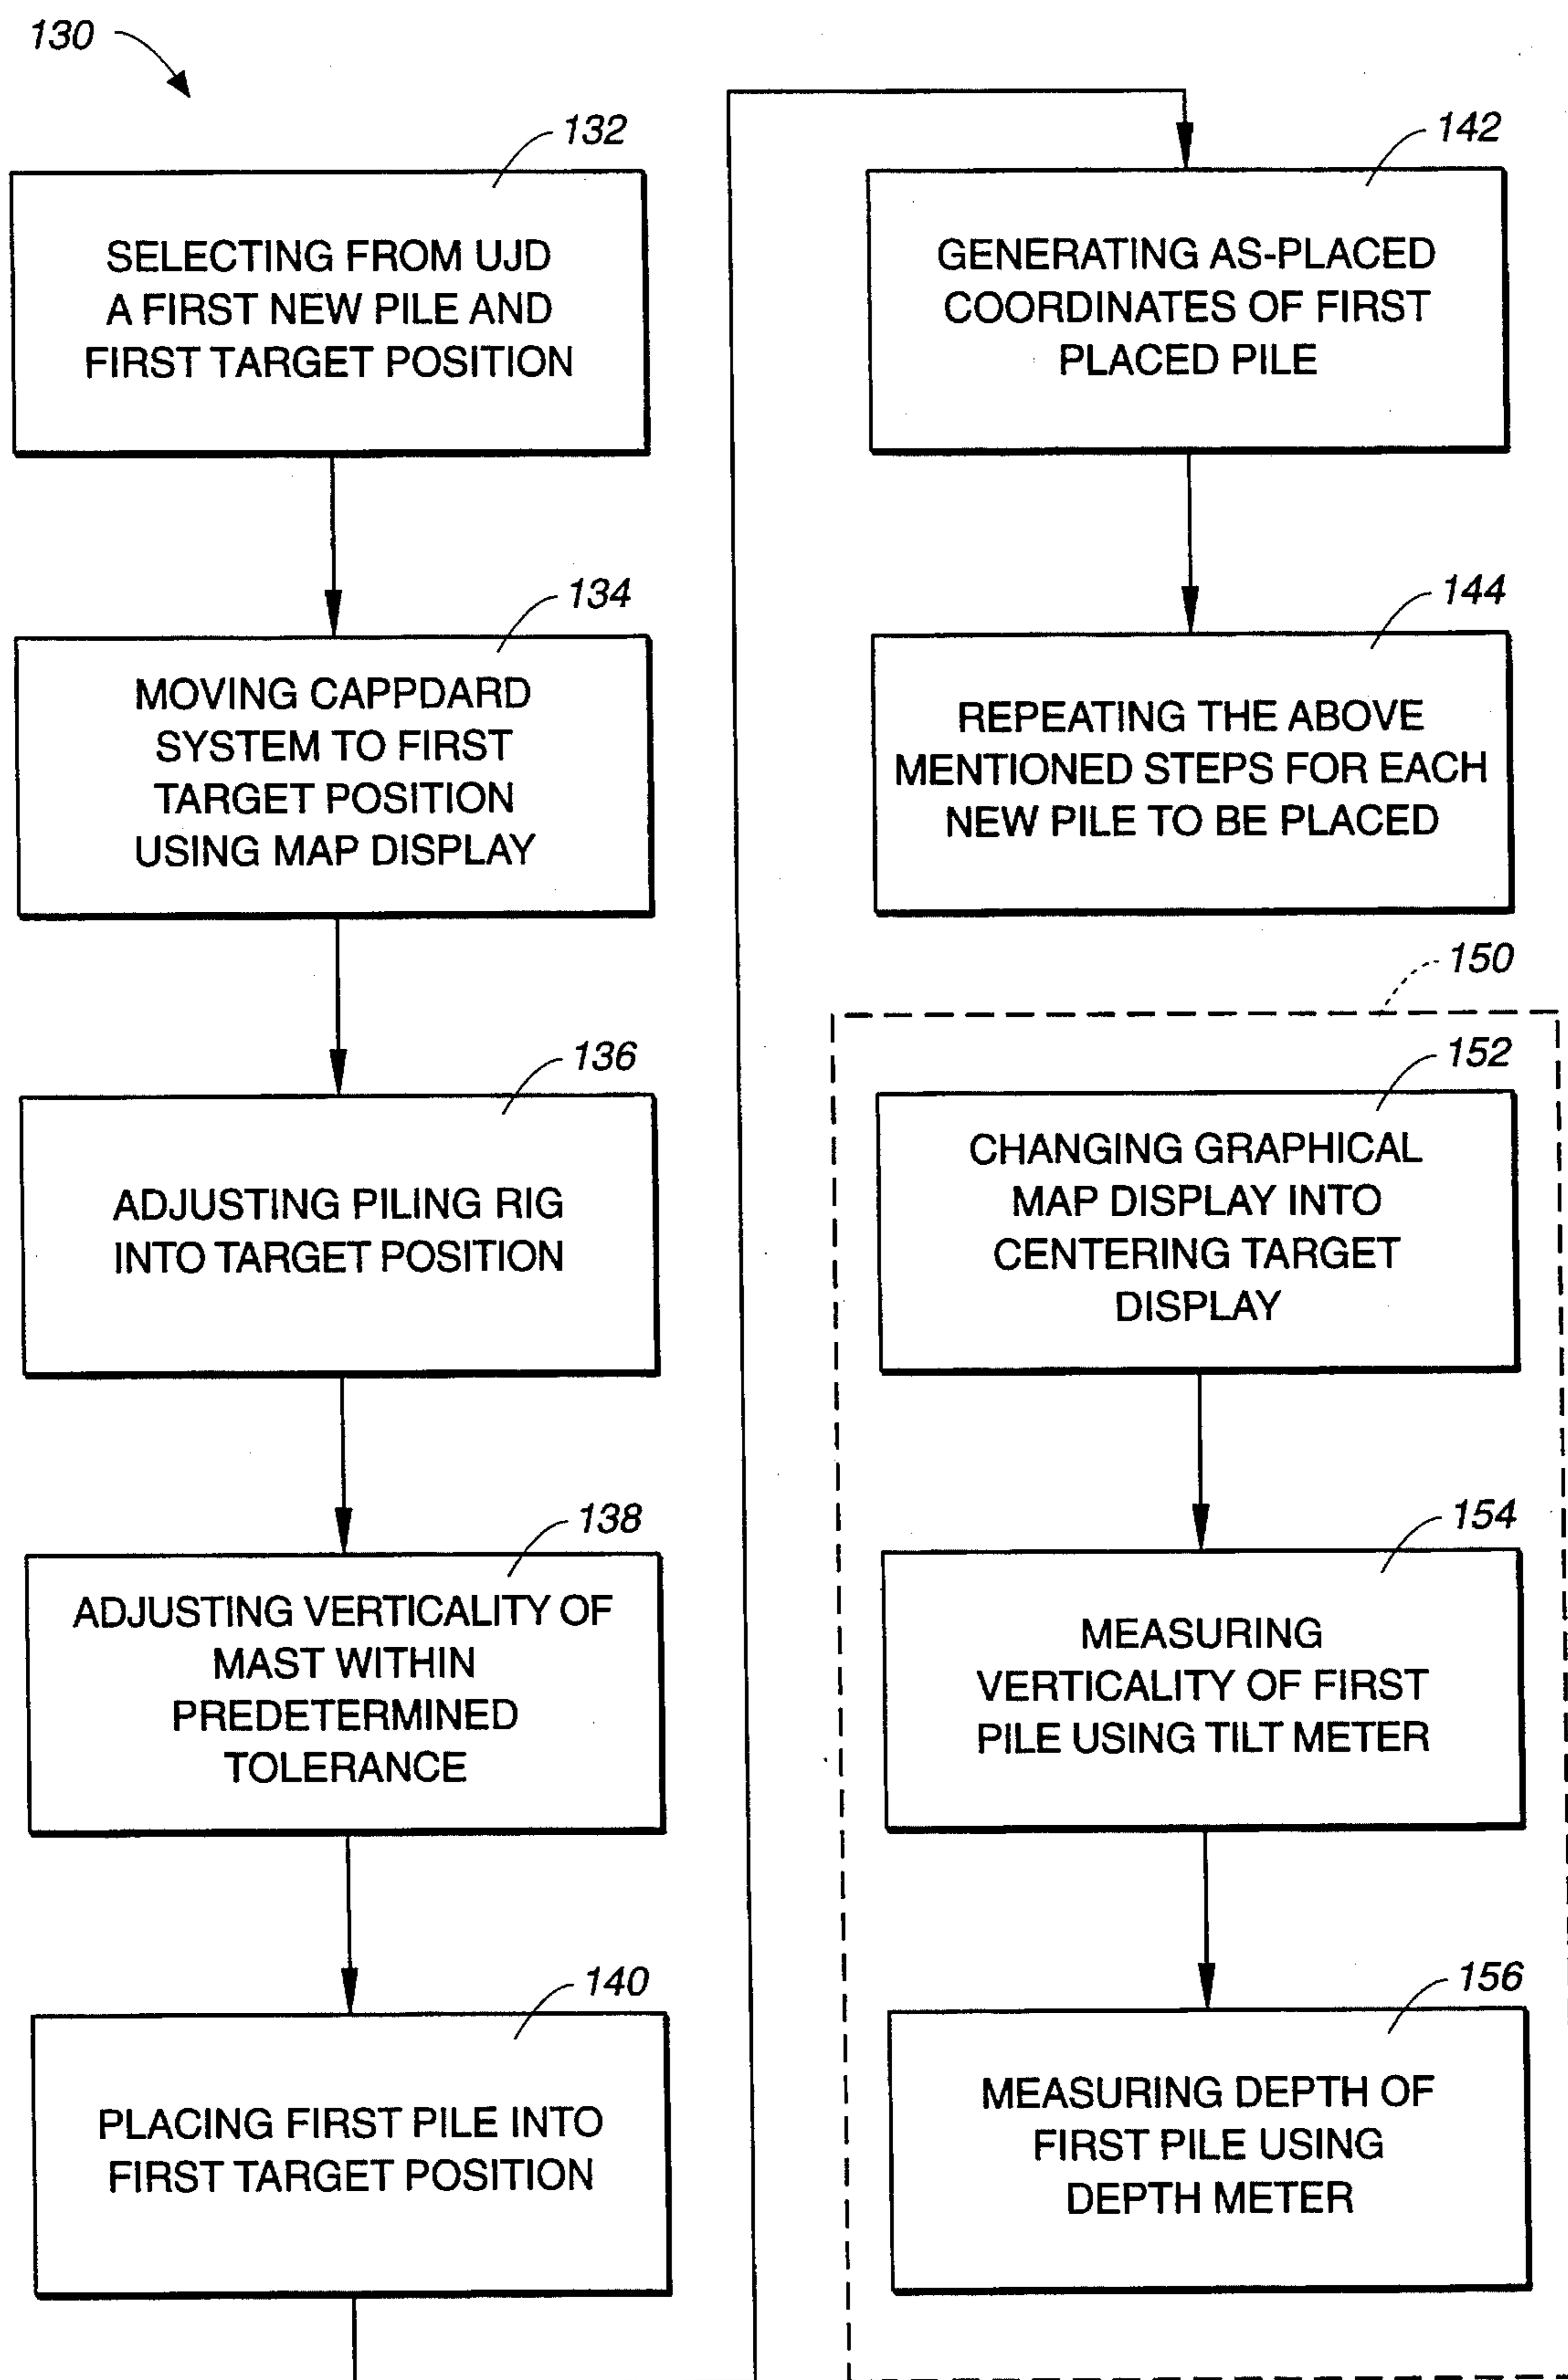 130
132
SELECTING FROM UJD
A FIRST NEW PILE AND
FIRST TARGET POSITION
134
MOVING CAPPDARD
SYSTEM TO FIRST
TARGET POSITION
USING MAP DISPLAY
136
ADJUSTING PILING RIG
INTO TARGET POSITION
138
ADJUSTING VERTICALITY OF
MAST WITHIN
PREDETERMINED
TOLERANCE
140
PLACING FIRST PILE INTO
FIRST TARGET POSITION
142
GENERATING AS-PLACED
COORDINATES OF FIRST
PLACED PILE
144
REPEATING THE ABOVE
MENTIONED STEPS FOR EACH
NEW PILE TO BE PLACED
150
152
CHANGING GRAPHICAL
MAP DISPLAY INTO
CENTERING TARGET
DISPLAY
154
MEASURING
VERTICALITY OF FIRST
PILE USING TILT METER
156
MEASURING DEPTH OF
FIRST PILE USING
DEPTH METER